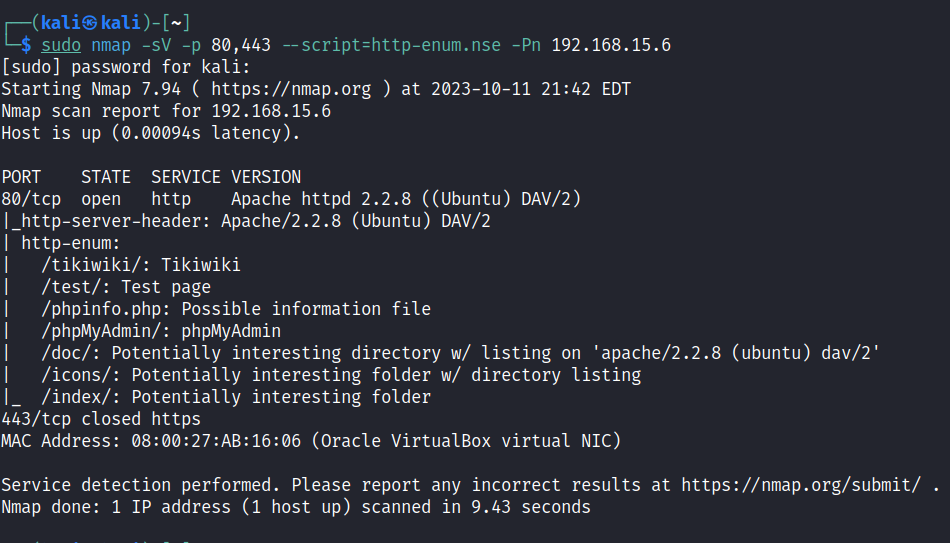 ┌──(kali㉿kali)-[~]
└─$ sudo nmap -sV -p 80,443 --script=http-enum.nse -Pn 192.168.15.6
[sudo] password for kali:
Starting Nmap 7.94 ( https://nmap.org ) at 2023-10-11 21:42 EDT
Nmap scan report for 192.168.15.6
Host is up (0.00094s latency).
PORT    STATE  SERVICE VERSION
80/tcp  open   http    Apache httpd 2.2.8 ((Ubuntu) DAV/2)
|_http-server-header: Apache/2.2.8 (Ubuntu) DAV/2
| http-enum:
|   /tikiwiki/: Tikiwiki
|   /test/: Test page
|   /phpinfo.php: Possible information file
|   /phpMyAdmin/: phpMyAdmin
|   /doc/: Potentially interesting directory w/ listing on 'apache/2.2.8 (ubuntu) dav/2'
|   /icons/: Potentially interesting folder w/ directory listing
|_  /index/: Potentially interesting folder
443/tcp closed https
MAC Address: 08:00:27:AB:16:06 (Oracle VirtualBox virtual NIC)
Service detection performed. Please report any incorrect results at https://nmap.org/submit/ .
Nmap done: 1 IP address (1 host up) scanned in 9.43 seconds